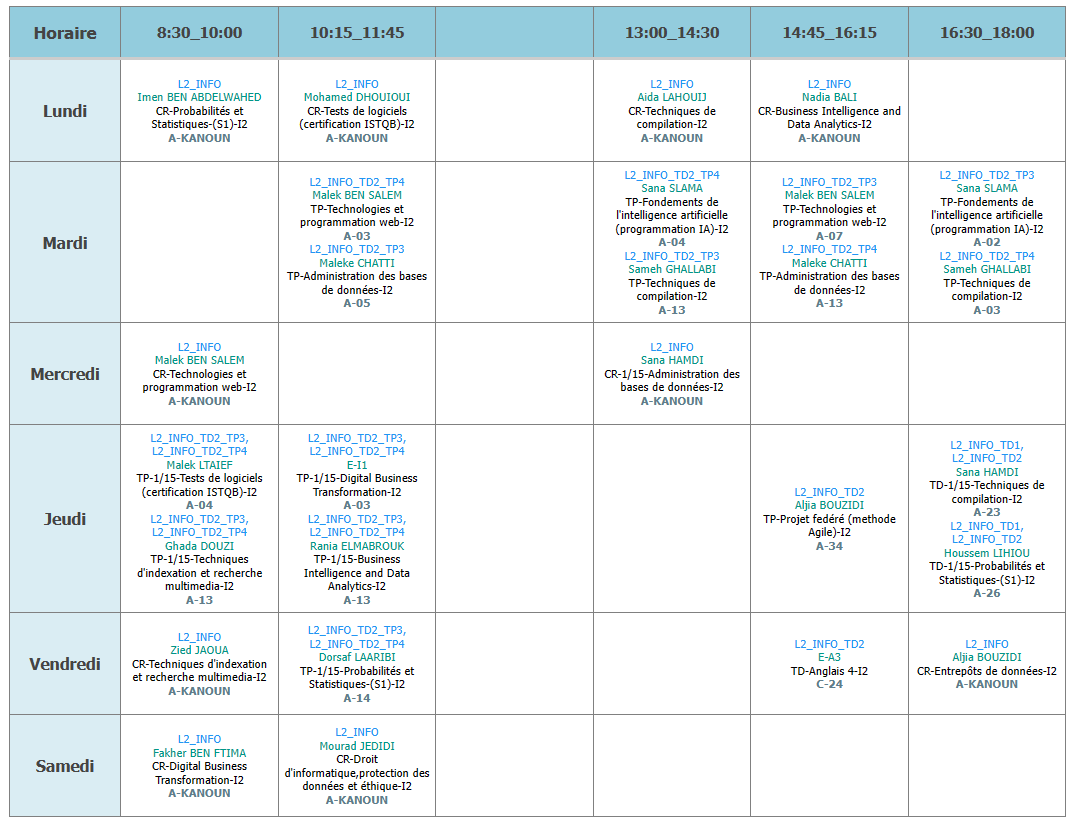 Horaire
8:30_10:00
10:15_11:45
13:00_14:30
14:45_16:15
16:30_18:00
Lundi
L2_INFO
Imen BEN ABDELWAHED
CR-Probabilités et
Statistiques-(S1)-I2
A-KANOUN
L2_INFO
Mohamed DHOUIOUI
CR-Tests de logiciels
(certification ISTQB)-I2
A-KANOUN
L2_INFO
Aida LAHOUIJ
CR-Techniques de
compilation-I2
A-KANOUN
L2_INFO
Nadia BALI
CR-Business Intelligence and
Data Analytics-I2
A-KANOUN
Mardi
L2_INFO_TD2_TP4
Malek BEN SALEM
TP-Technologies et
programmation web-I2
A-03
L2_INFO_TD2_TP3
Maleke CHATTI
TP-Administration des bases
de données-I2
A-05
L2_INFO_TD2_TP4
Sana SLAMA
TP-Fondements de
l'intelligence artificielle
(programmation IA)-I2
A-04
L2_INFO_TD2_TP3
Sameh GHALLABI
TP-Techniques de
compilation-I2
A-13
L2_INFO_TD2_TP3
Malek BEN SALEM
TP-Technologies et
programmation web-I2
A-07
L2_INFO_TD2_TP4
Maleke CHATTI
TP-Administration des bases
de données-I2
A-13
L2_INFO_TD2_TP3
Sana SLAMA
TP-Fondements de
l'intelligence artificielle
(programmation IA)-I2
A-02
L2_INFO_TD2_TP4
Sameh GHALLABI
TP-Techniques de
compilation-I2
A-03
Mercredi
L2_INFO
Malek BEN SALEM
CR-Technologies et
programmation web-I2
A-KANOUN
L2_INFO
Sana HAMDI
CR-1/15-Administration des
bases de données-I2
A-KANOUN
Jeudi
L2_INFO_TD2_TP3,
L2_INFO_TD2_TP4
Malek LTAIEF
TP-1/15-Tests de logiciels
(certification ISTQB)-I2
A-04
L2_INFO_TD2_TP3,
L2_INFO_TD2_TP4
Ghada DOUZI
TP-1/15-Techniques
d'indexation et recherche
multimedia-I2
A-13
L2_INFO_TD2_TP3,
L2_INFO_TD2_TP4
E-I1
TP-1/15-Digital Business
Transformation-I2
A-03
L2_INFO_TD2_TP3,
L2_INFO_TD2_TP4
Rania ELMABROUK
TP-1/15-Business
Intelligence and Data
Analytics-I2
A-13
L2_INFO_TD2
Aljia BOUZIDI
TP-Projet fedéré (methode
Agile)-I2
A-34
L2_INFO_TD1,
L2_INFO_TD2
Sana HAMDI
TD-1/15-Techniques de
compilation-I2
A-23
L2_INFO_TD1,
L2_INFO_TD2
Houssem LIHIOU
TD-1/15-Probabilités et
Statistiques-(S1)-I2
A-26
Vendredi
L2_INFO
Zied JAOUA
CR-Techniques d'indexation
et recherche multimedia-I2
A-KANOUN
L2_INFO_TD2_TP3,
L2_INFO_TD2_TP4
Dorsaf LAARIBI
TP-1/15-Probabilités et
Statistiques-(S1)-I2
A-14
L2_INFO_TD2
E-A3
TD-Anglais 4-I2
C-24
L2_INFO
Aljia BOUZIDI
CR-Entrepôts de données-I2
A-KANOUN
Samedi
L2_INFO
Fakher BEN FTIMA
CR-Digital Business
Transformation-I2
A-KANOUN
L2_INFO
Mourad JEDIDI
CR-Droit
d'informatique,protection des
données et éthique-I2
A-KANOUN